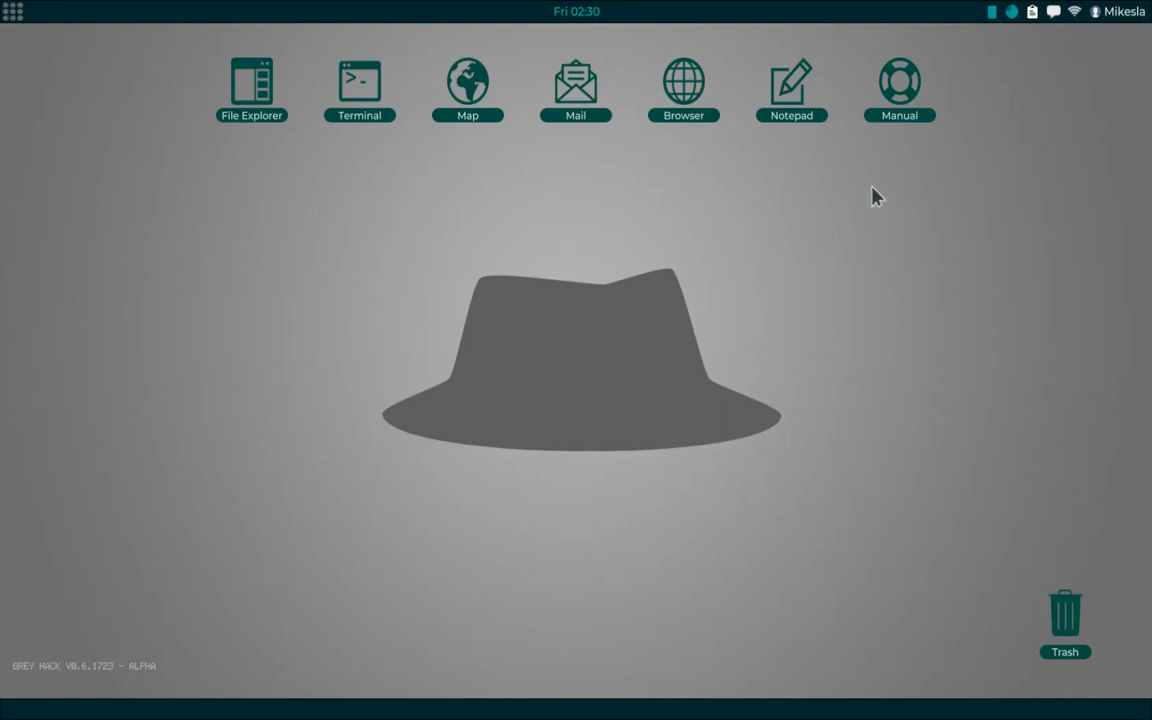 Fri 02:30
Mikesla
File Explorer
Terminal
Map
Mail
Browser
Notepad
Manual
Trash
GREY HACK V0.6.1723 - ALPHA